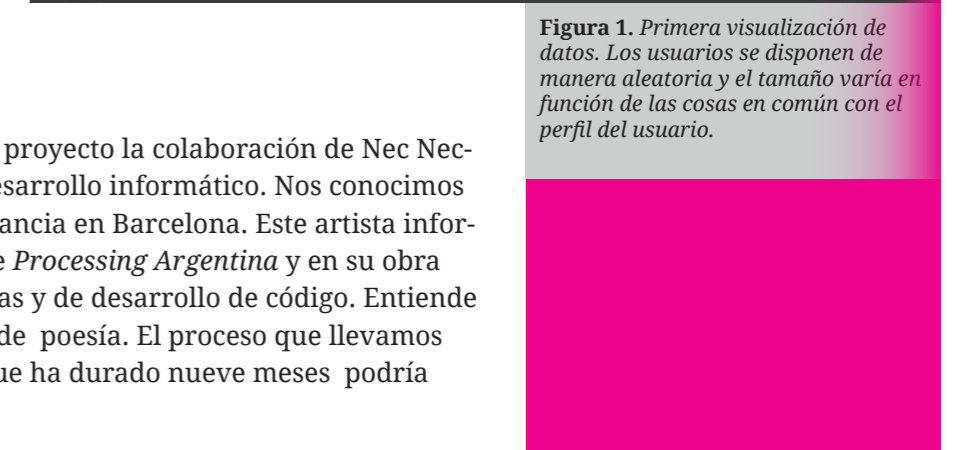 Figura 1. Primera visualización de
datos. Los usuarios se disponen de
manera aleatoria y el tamaño varía en
función de las cosas en común con el
perfil del usuario.
proyecto la colaboración de Nec Nec-
esarrollo informático. Nos conocimos
ancia en Barcelona. Este artista infor-
e Processing Argentina y en su obra
as y de desarrollo de código. Entiende
de poesía. El proceso que llevamos
ue ha durado nueve meses podría